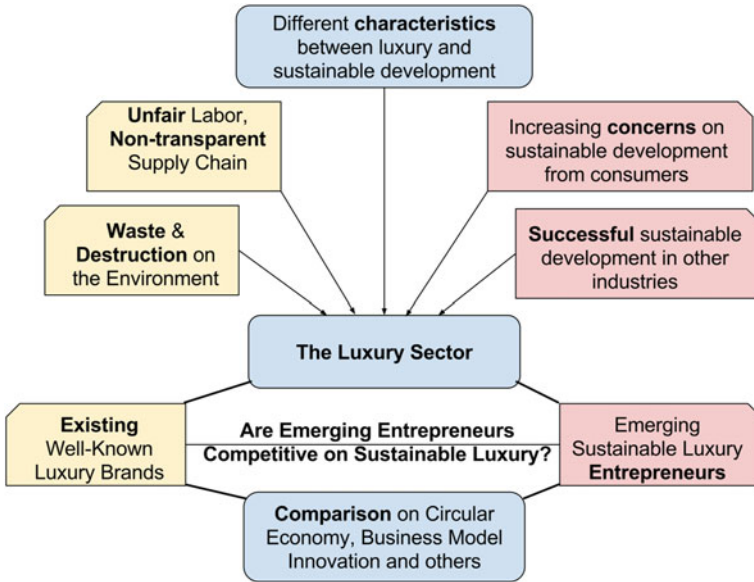 Different characteristics
between luxury and
sustainable development
Unfair Labor,
Non-transparent
Supply Chain
Increasing concerns on
sustainable development
from consumers
Waste &
Destruction on
the Environment
Successful sustainable
development in other
industries
The Luxury Sector
Existing
Well-Known
Luxury Brands
Are Emerging Entrepreneurs
Competitive on Sustainable Luxury?
Emerging
Sustainable Luxury
Entrepreneurs
Comparison on Circular
Economy, Business Model
Innovation and others